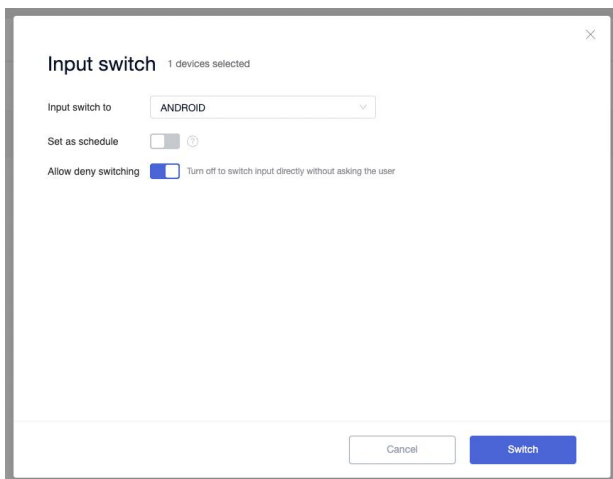 Input switch 1 devices selected
Input switch to ANDROID
Set as schedule ?
Allow deny switching Turn off to switch input directly without asking the user
Cancel Switch